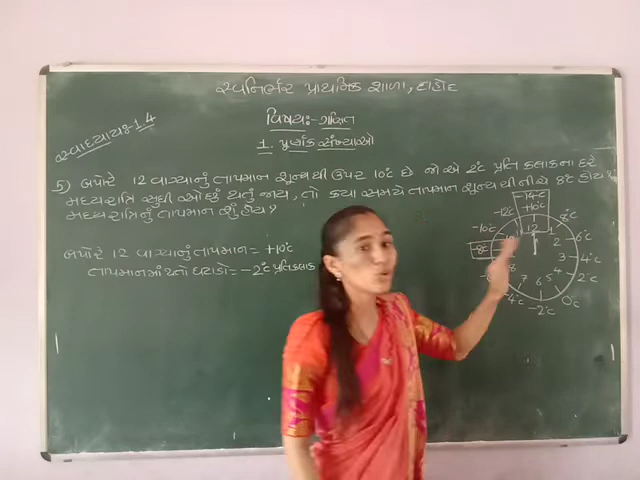 સ્વનિર્ભર પ્રાથમિક શાળા, દાહોદ
વિષય:- ગણિત
સ્વાધ્યાય:-1.4
1. પૂર્ણાંક સંખ્યાઓ
5) બપોરે 12 વાગ્યાનું તાપમાન શૂન્યથી ઉપર 10°C છે જો એ 2°C પ્રતિ કલાકના દરે
મધ્યરાત્રિ સુધી ઓછું થતું જાય, તો કયા સમયે તાપમાન શૂન્યથી નીચે 8°C હોય?
મધ્યરાત્રિનું તાપમાન શું હોય?
બપોરે 12 વાગ્યાનું તાપમાન = +10°C
તાપમાનમાં થતો ઘટાડો = -2°C પ્રતિકલાક
-14°C
+10°C
-12°C
8°C
-10°C
12
1
6°C
2
-8°C
3
4°C
8
4
2°C
7
6
5
-4°C
-2°C
0°C